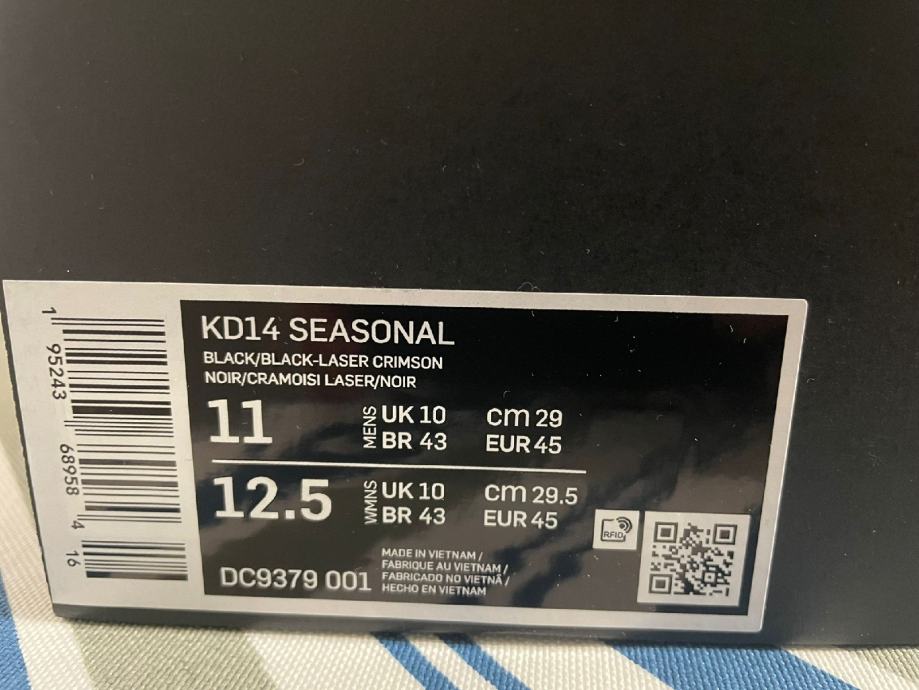 KD14 SEASONAL
BLACK/BLACK-LASER CRIMSON
NOIR/CRAMOISI LASER/NOIR
11
MENS
UK 10 cm 29
BR 43 EUR 45
12.5
WMNS
UK 10 cm 29.5
BR 43 EUR 45
RFID
DC9379 001
MADE IN VIETNAM /
FABRIQUE AU VIETNAM /
FABRICADO NO VIETNÃ /
HECHO EN VIETNAM
1 95243 68958 4 16